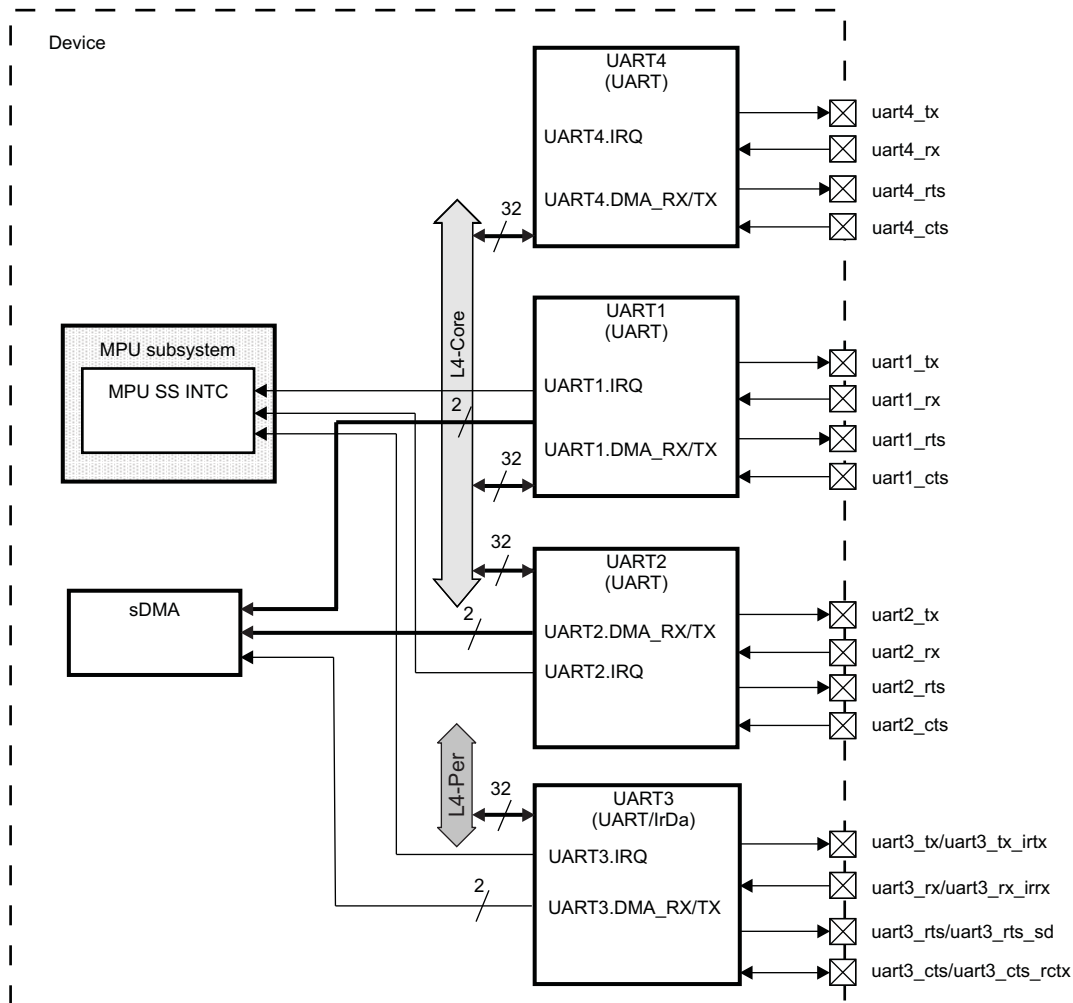 Device
UART4
(UART)
UART4.IRQ
UART4.DMA_RX/TX
32
uart4_tx
uart4_rx
uart4_rts
uart4_cts
MPU subsystem
MPU SS INTC
L4-Core
UART1
(UART)
UART1.IRQ
2
UART1.DMA_RX/TX
32
uart1_tx
uart1_rx
uart1_rts
uart1_cts
sDMA
32
UART2
(UART)
2
UART2.DMA_RX/TX
UART2.IRQ
uart2_tx
uart2_rx
uart2_rts
uart2_cts
L4-Per
32
UART3
(UART/IrDa)
UART3.IRQ
2
UART3.DMA_RX/TX
uart3_tx/uart3_tx_irtx
uart3_rx/uart3_rx_irrx
uart3_rts/uart3_rts_sd
uart3_cts/uart3_cts_rctx